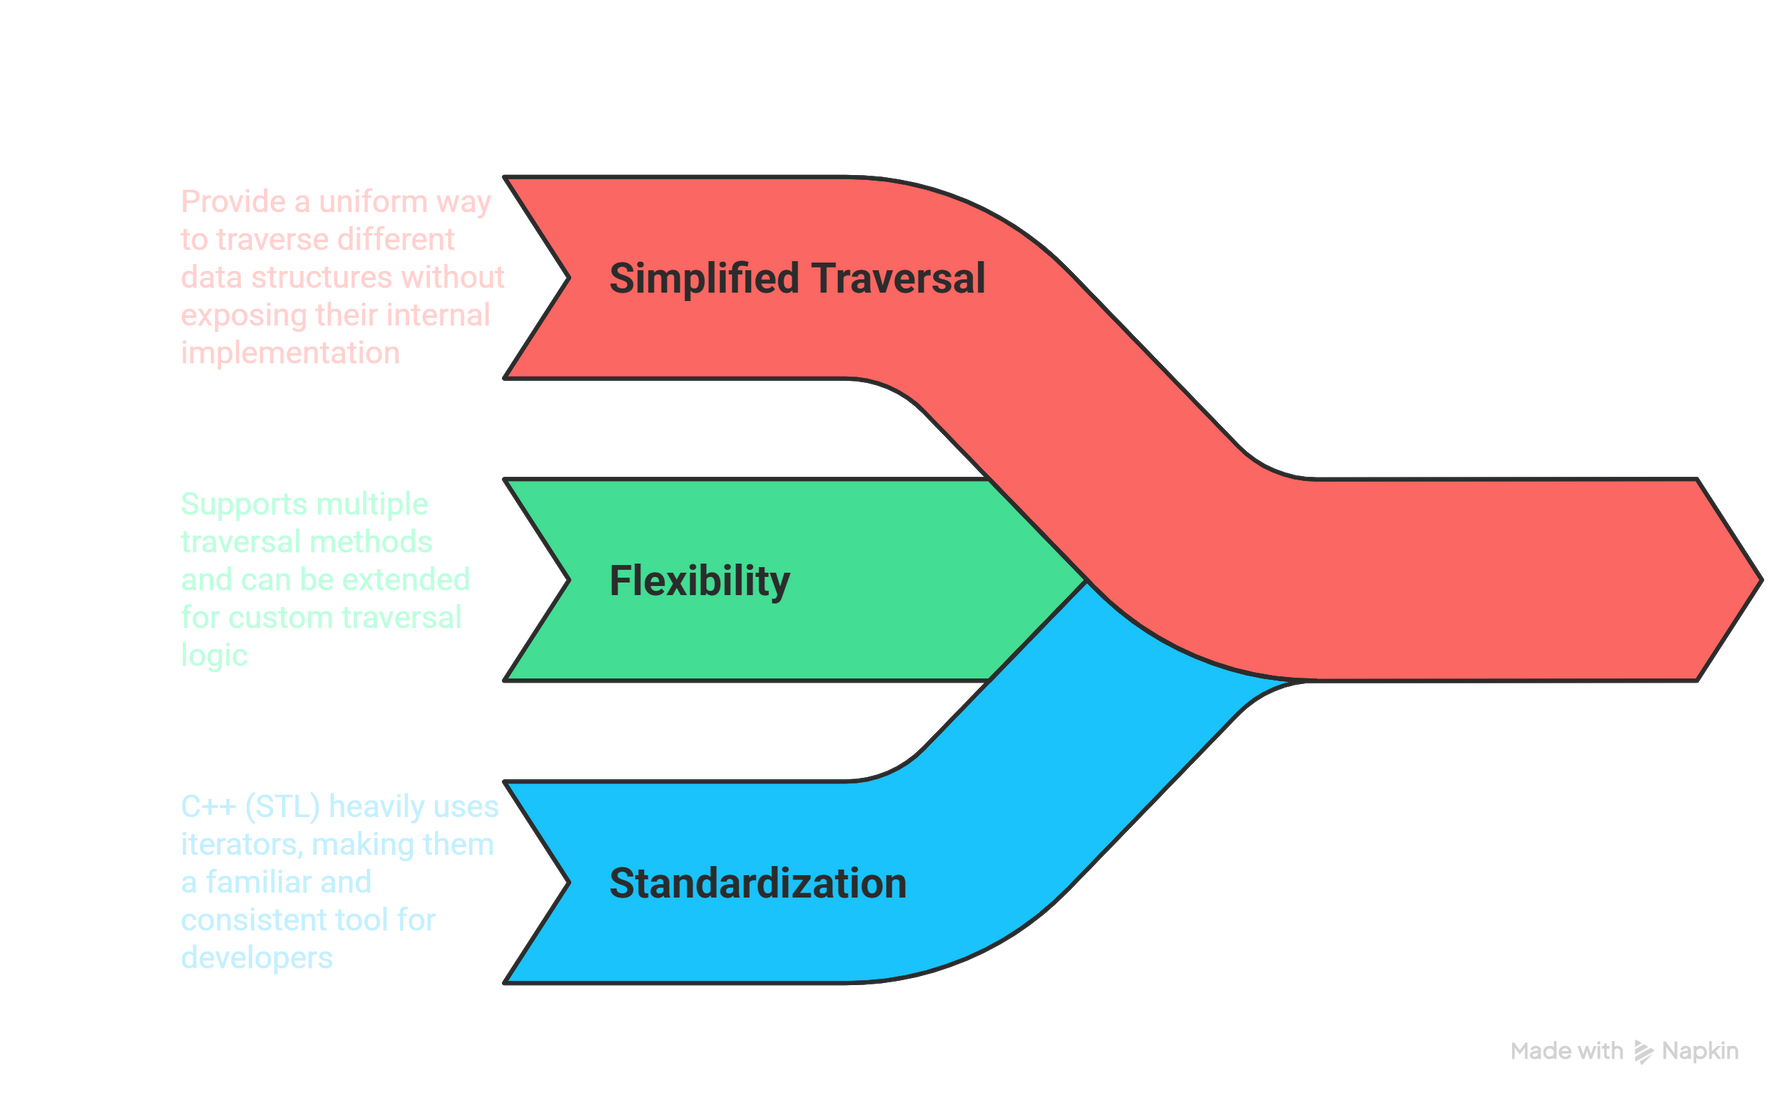 Provide a uniform way
to traverse different
data structures without
exposing their internal
implementation
Simplified Traversal
Supports multiple
traversal methods
and can be extended
for custom traversal
logic
Flexibility
C++ (STL) heavily uses
iterators, making them
a familiar and
consistent tool for
developers
Standardization
Made with Napkin